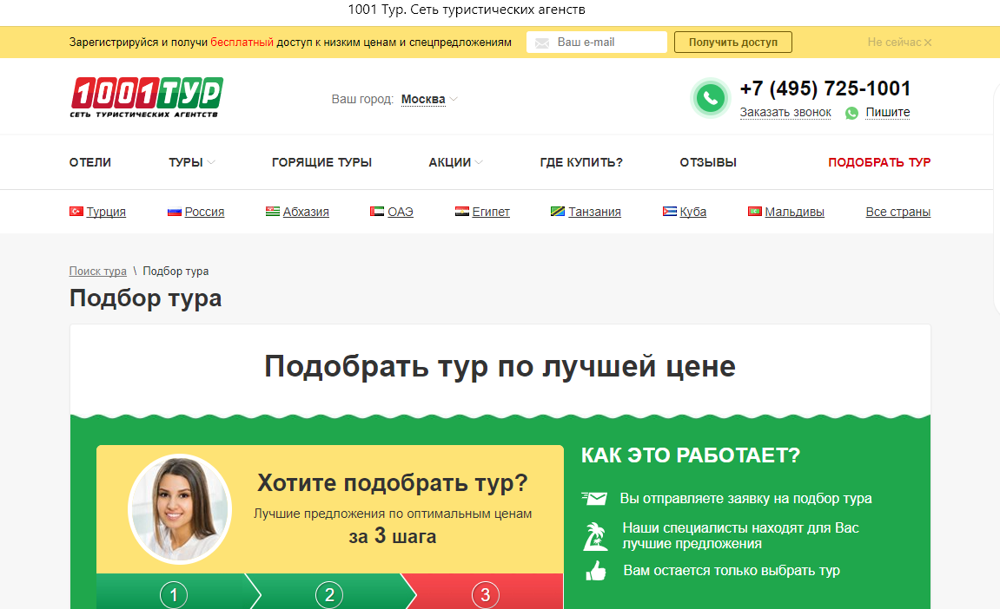 1001 Тур. Сеть туристических агенств
Зарегистрируйся и получи бесплатный доступ к низким ценам и спецпредложениям
Ваш e-mail
Получить доступ
Не сейчас ×
1001ТУР
СЕТЬ ТУРИСТИЧЕСКИХ АГЕНТСТВ
Ваш город: Москва
+7 (495) 725-1001
Заказать звонок
Пишите
ОТЕЛИ
ТУРЫ
ГОРЯЩИЕ ТУРЫ
АКЦИИ
ГДЕ КУПИТЬ?
ОТЗЫВЫ
ПОДОБРАТЬ ТУР
Турция
Россия
Абхазия
ОАЭ
Египет
Танзания
Куба
Мальдивы
Все страны
Поиск тура \ Подбор тура
Подбор тура
Подобрать тур по лучшей цене
Хотите подобрать тур?
Лучшие предложения по оптимальным ценам
за 3 шага
1
2
3
КАК ЭТО РАБОТАЕТ?
Вы отправляете заявку на подбор тура
Наши специалисты находят для Вас
лучшие предложения
Вам остается только выбрать тур